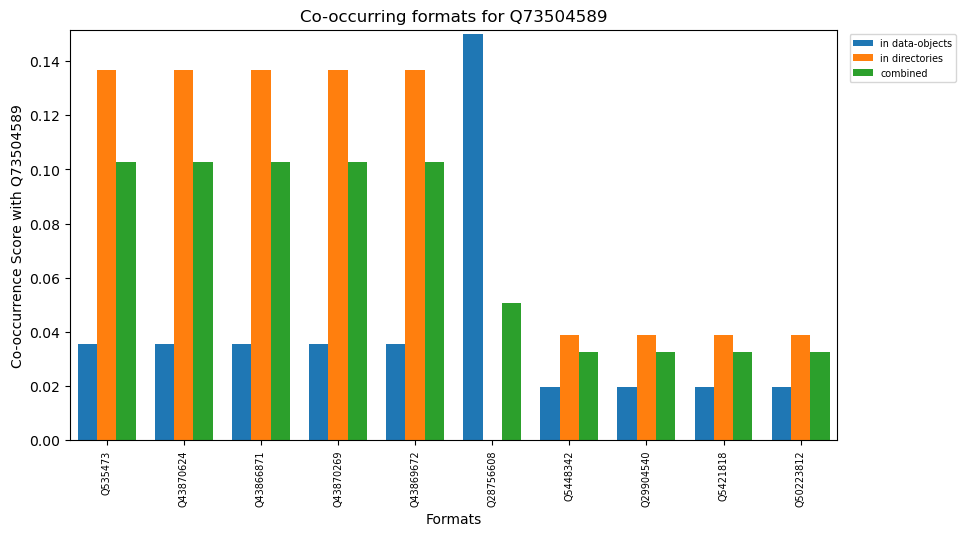 Co-occurring formats for Q73504589
in data-objects
in directories
combined
Co-occurrence Score with Q73504589
0.14
0.12
0.10
0.08
0.06
0.04
0.02
0.00
Q535473
Q43870624
Q43866871
Q43870269
Q43869672
Q28756608
Q5448342
Q29904540
Q5421818
Q50223812
Formats